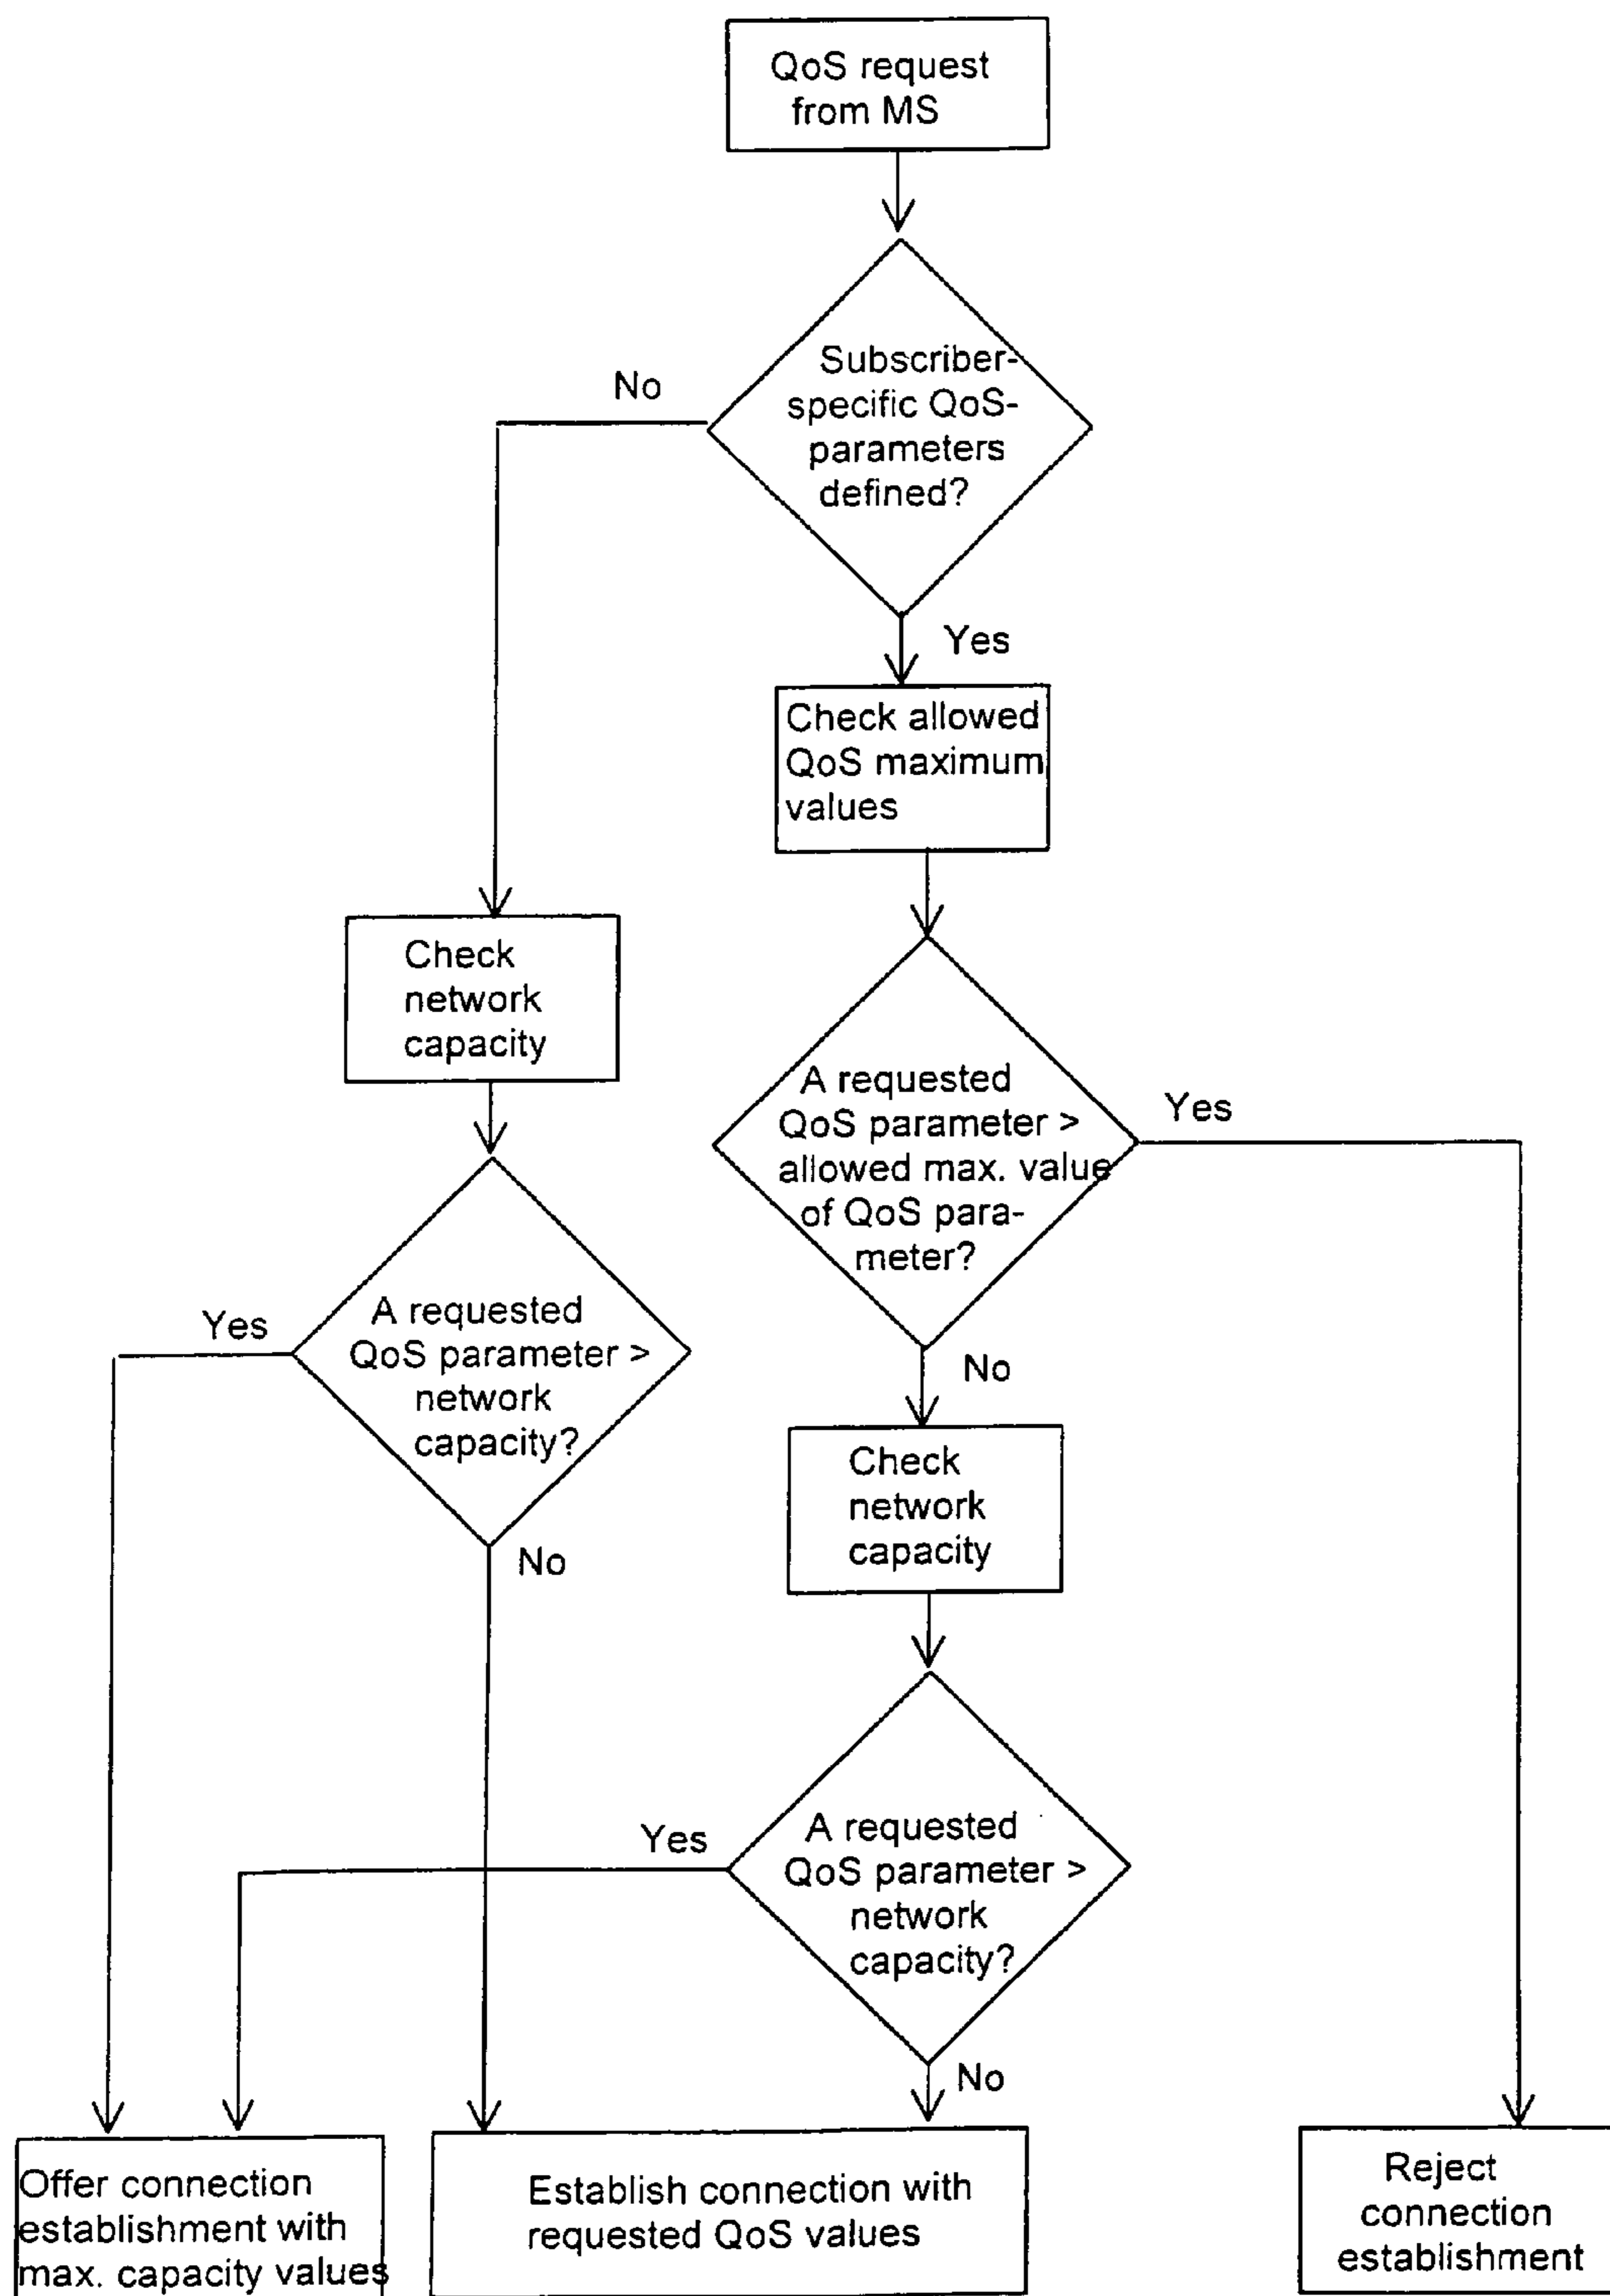 QoS request
from MS
Subscriber-
specific QoS-
parameters
defined?
No
Yes
Check allowed
QoS maximum
values
Check
network
capacity
A requested
QoS parameter >
allowed max. value
of QoS para-
meter?
Yes
A requested
QoS parameter >
network
capacity?
Yes
No
No
Check
network
capacity
A requested
QoS parameter >
network
capacity?
Yes
No
Offer connection
establishment with
max. capacity values
Establish connection with
requested QoS values
Reject
connection
establishment